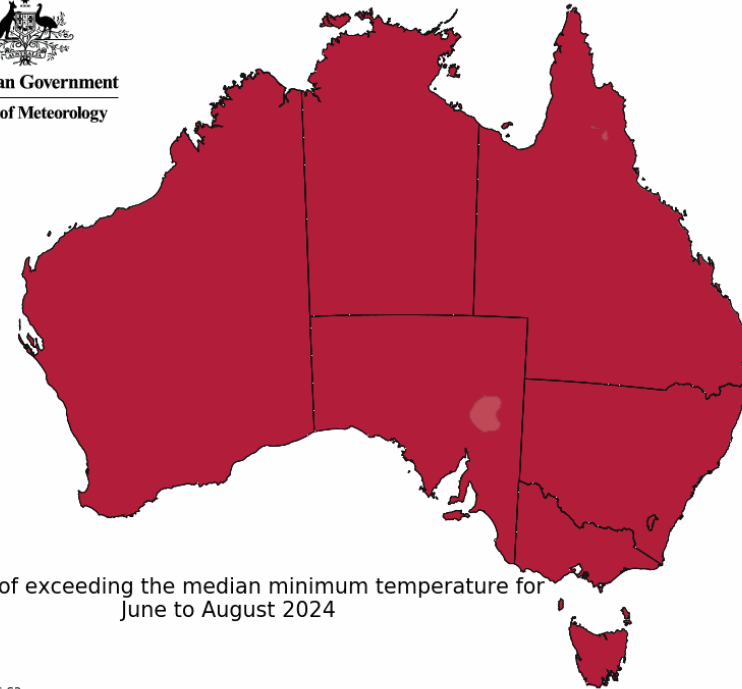 an Government
of Meteorology
of exceeding the median minimum temperature for
June to August 2024